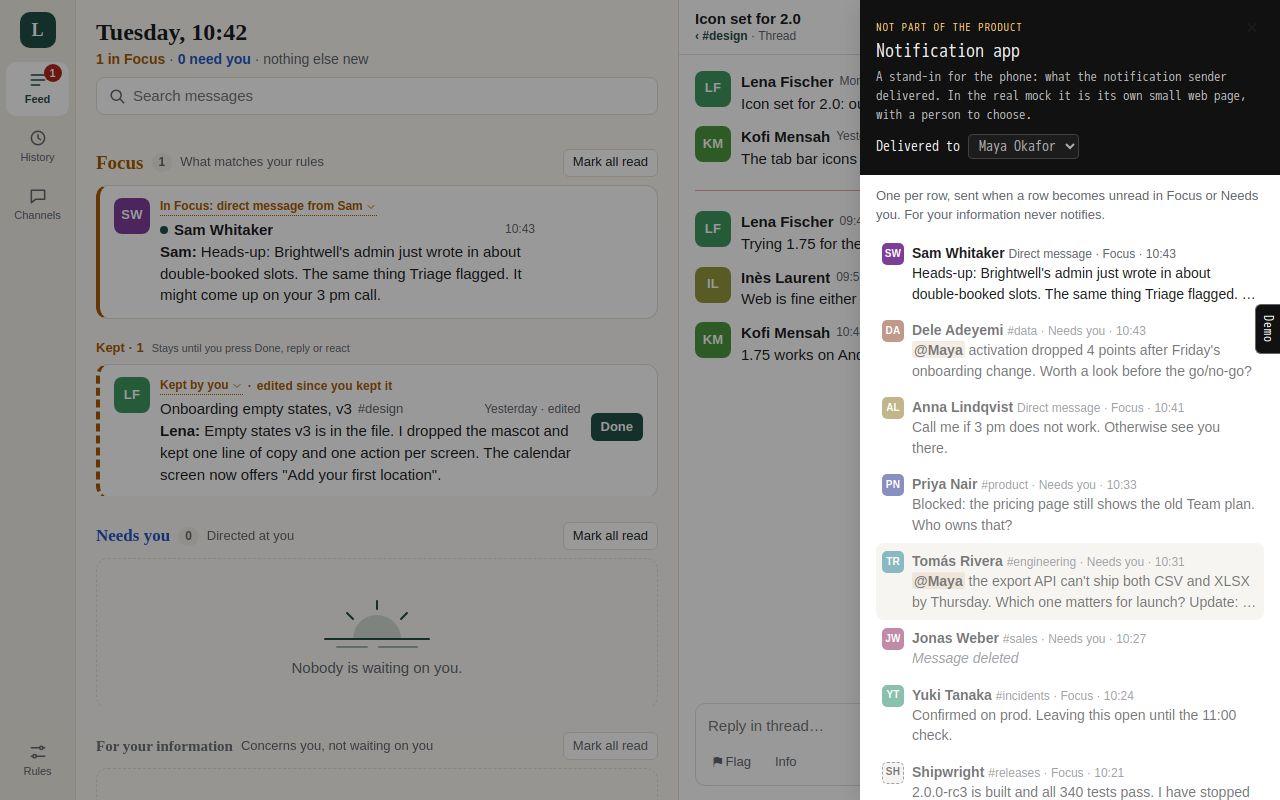 L
1
Feed
History
Channels
Rules
Tuesday, 10:42
1 in Focus · 0 need you · nothing else new
Search messages
Focus 1 What matches your rules Mark all read
SW
In Focus: direct message from Sam
Sam Whitaker 10:43
Sam: Heads-up: Brightwell's admin just wrote in about
double-booked slots. The same thing Triage flagged. It
might come up on your 3 pm call.
Kept · 1 Stays until you press Done, reply or react
LF
Kept by you · edited since you kept it
Onboarding empty states, v3 #design Yesterday · edited
Lena: Empty states v3 is in the file. I dropped the mascot and
kept one line of copy and one action per screen. The calendar
screen now offers "Add your first location".
Done
Needs you 0 Directed at you Mark all read
Nobody is waiting on you.
For your information Concerns you, not waiting on you Mark all read
Icon set for 2.0
‹ #design · Thread
LF
Lena Fischer Mon
Icon set for 2.0: ou
KM
Kofi Mensah Yest
The tab bar icons
LF
Lena Fischer 09:4
Trying 1.75 for the
IL
Inès Laurent 09:5
Web is fine either
KM
Kofi Mensah 10:4
1.75 works on And
Reply in thread…
Flag Info
NOT PART OF THE PRODUCT ×
Notification app
A stand-in for the phone: what the notification sender
delivered. In the real mock it is its own small web page,
with a person to choose.
Delivered to Maya Okafor
One per row, sent when a row becomes unread in Focus or Needs
you. For your information never notifies.
SW
Sam Whitaker Direct message · Focus · 10:43
Heads-up: Brightwell's admin just wrote in about
double-booked slots. The same thing Triage flagged. …
Demo
DA
Dele Adeyemi #data · Needs you · 10:43
@Maya activation dropped 4 points after Friday's
onboarding change. Worth a look before the go/no-go?
AL
Anna Lindqvist Direct message · Focus · 10:41
Call me if 3 pm does not work. Otherwise see you
there.
PN
Priya Nair #product · Needs you · 10:33
Blocked: the pricing page still shows the old Team plan.
Who owns that?
TR
Tomás Rivera #engineering · Needs you · 10:31
@Maya the export API can't ship both CSV and XLSX
by Thursday. Which one matters for launch? Update: …
JW
Jonas Weber #sales · Needs you · 10:27
Message deleted
YT
Yuki Tanaka #incidents · Focus · 10:24
Confirmed on prod. Leaving this open until the 11:00
check.
SH
Shipwright #releases · Focus · 10:21
2.0.0-rc3 is built and all 340 tests pass. I have stopped